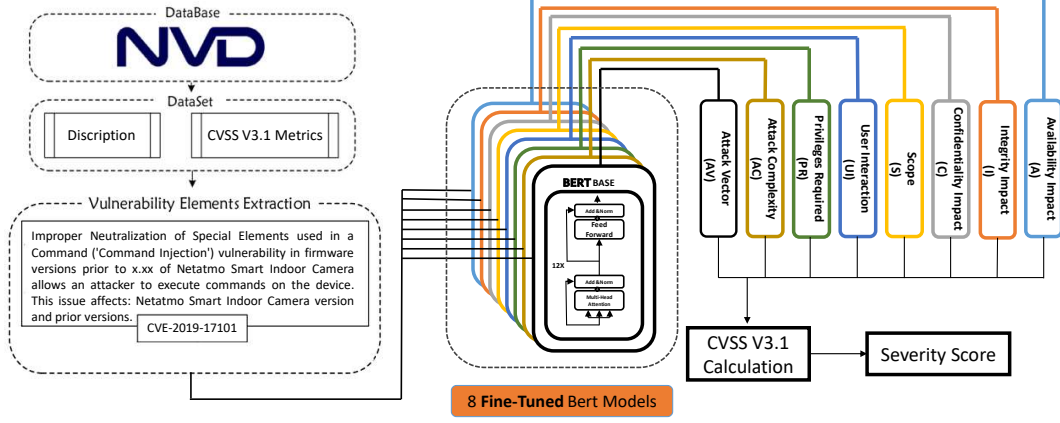 DataBase
NVD
DataSet
Discription
CVSS V3.1 Metrics
Vulnerability Elements Extraction
Improper Neutralization of Special Elements used in a
Command ('Command Injection') vulnerability in firmware
versions prior to x.xx of Netatmo Smart Indoor Camera
allows an attacker to execute commands on the device.
This issue affects: Netatmo Smart Indoor Camera version
and prior versions.
CVE-2019-17101
BERT BASE
Add & Norm
Feed
Forward
12X
Add & Norm
Multi-Head
Attention
8 Fine-Tuned Bert Models
Attack Vector
(AV)
Attack Complexity
(AC)
Privileges Required
(PR)
User Interaction
(UI)
Scope
(S)
Confidentiality Impact
(C)
Integrity Impact
(I)
Availability Impact
(A)
CVSS V3.1
Calculation
Severity Score